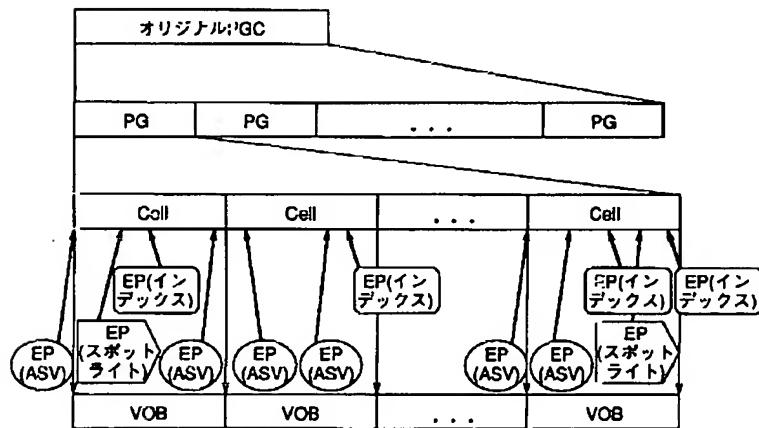 オリジナルPGC
PG PG ... PG
Cell Cell ... Cell
EP(イン
デックス)
EP(イン
デックス)
EP(イン
デックス)
EP(イン
デックス)
EP
(ASV)
EP
(スポット
ライト)
EP
(ASV)
EP
(ASV)
EP
(ASV)
EP
(ASV)
EP
(ASV)
EP
(スポット
ライト)
VOB VOB ... VOB